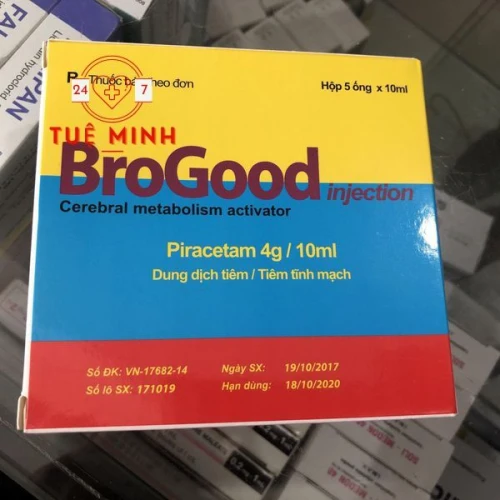 Rx Thuốc bán theo đơn
Hộp 5 ống x 10ml
24 7
TUỆ MINH
BroGood injection
Cerebral metabolism activator
Piracetam 4g / 10ml
Dung dịch tiêm / Tiêm tĩnh mạch
Số ĐK: VN-17682-14
Ngày SX: 19/10/2017
Số lô SX: 171019
Hạn dùng: 18/10/2020